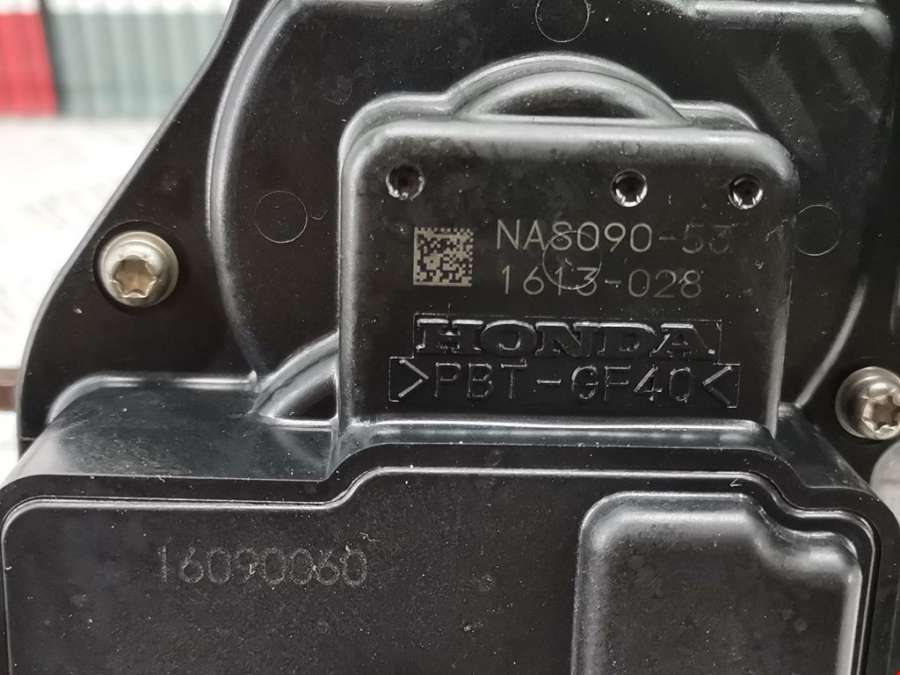 NA8090-53
1613-028
HONDA
>PBT-GF40<
16090060